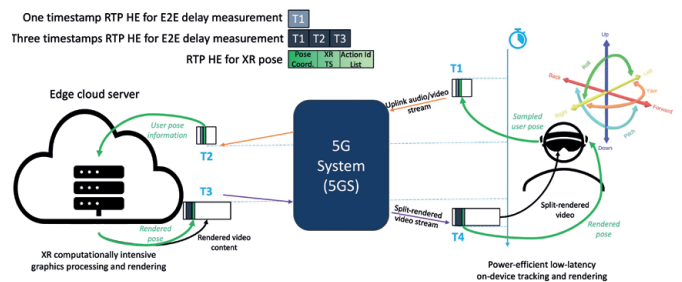 One timestamp RTP HE for E2E delay measurement T1
Three timestamps RTP HE for E2E delay measurement T1 T2 T3
RTP HE for XR pose
Pose Coord.
XR TS
Action Id List
Edge cloud server
User pose information
T2
T3
Rendered pose
Rendered video content
XR computationally intensive graphics processing and rendering
5G
System
(5GS)
Uplink audio/video stream
T1
Sampled user pose
Split-rendered video stream
T4
Split-rendered video
Rendered pose
Power-efficient low-latency
on-device tracking and rendering
Up
Roll
Back
Left
Yaw
Right
Forward
Pitch
Down